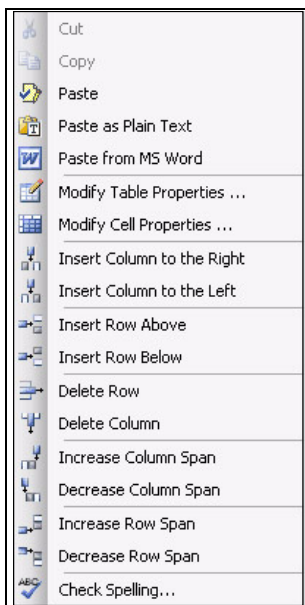 Cut
Copy
Paste
Paste as Plain Text
Paste from MS Word
Modify Table Properties ...
Modify Cell Properties ...
Insert Column to the Right
Insert Column to the Left
Insert Row Above
Insert Row Below
Delete Row
Delete Column
Increase Column Span
Decrease Column Span
Increase Row Span
Decrease Row Span
ABC Check Spelling...